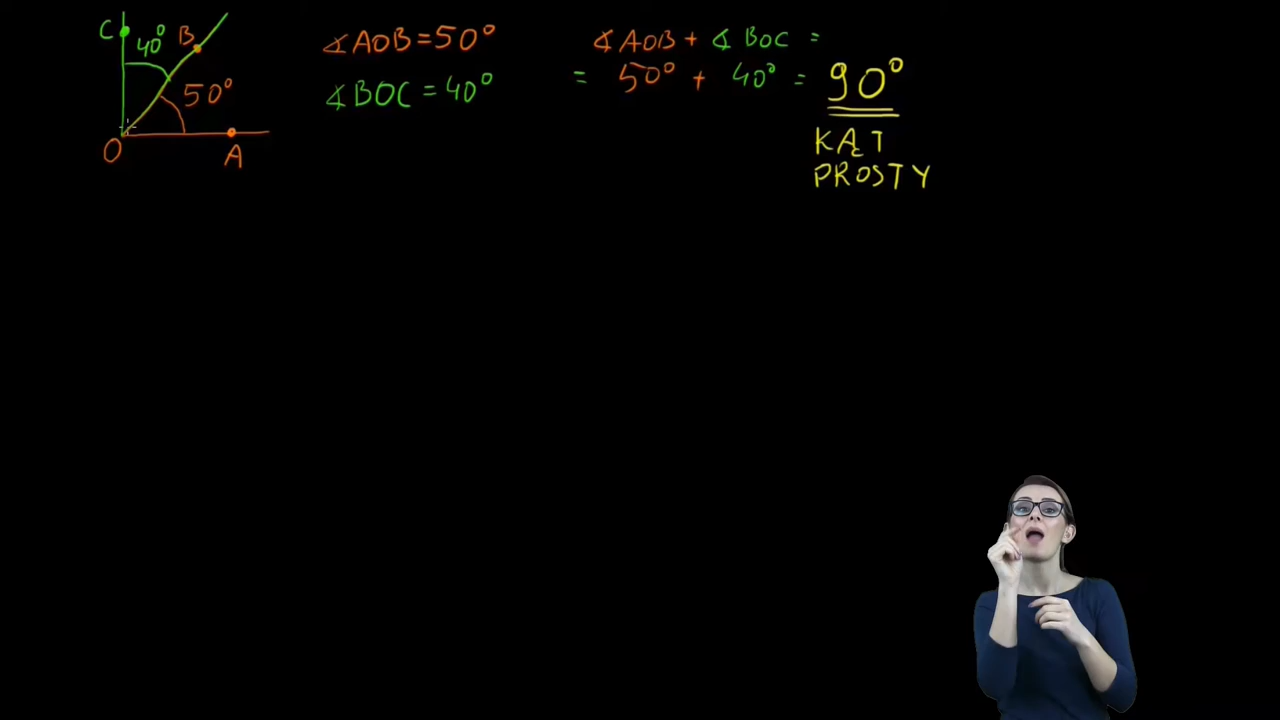 C
40°
B
50°
O
A
∡AOB=50°
∡BOC=40°
∡AOB+∡BOC=
=50°+40°=90°
KĄT
PROSTY